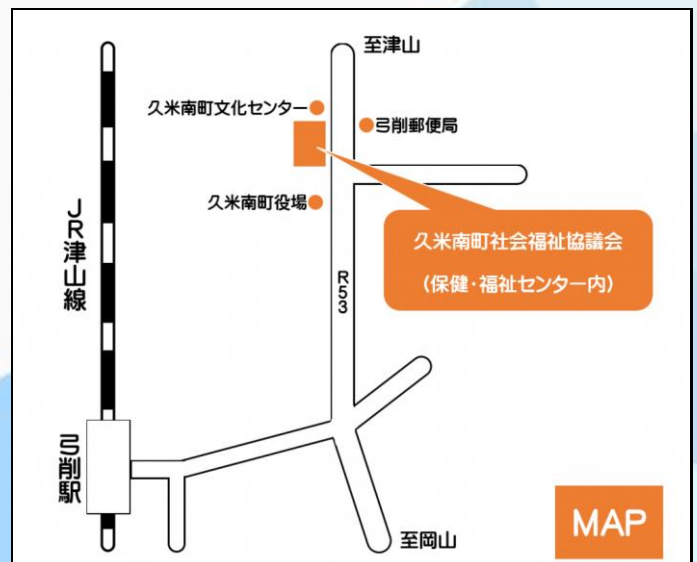 至津山
久米南町文化センター
弓削郵便局
久米南町役場
久米南町社会福祉協議会
(保健・福祉センター内)
JR津山線
R53
弓削駅
至岡山
MAP